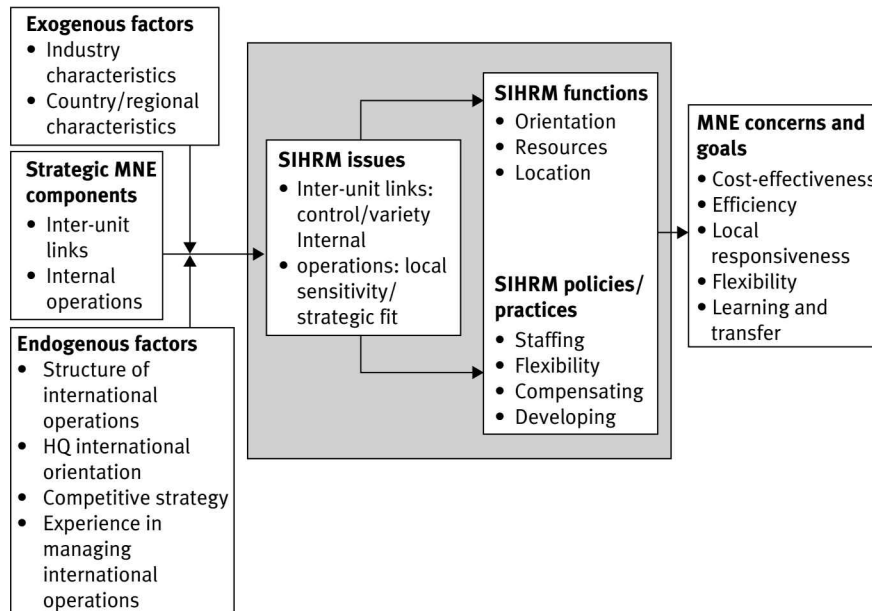 Exogenous factors
• Industry
characteristics
• Country/regional
characteristics
Strategic MNE
components
• Inter-unit
links
• Internal
operations
Endogenous factors
• Structure of
international
operations
• HQ international
orientation
• Competitive strategy
• Experience in
managing
international
operations
SIHRM issues
• Inter-unit links:
control/variety
Internal
• operations: local
sensitivity/
strategic fit
SIHRM functions
• Orientation
• Resources
• Location
SIHRM policies/
practices
• Staffing
• Flexibility
• Compensating
• Developing
MNE concerns and
goals
• Cost-effectiveness
• Efficiency
• Local
responsiveness
• Flexibility
• Learning and
transfer